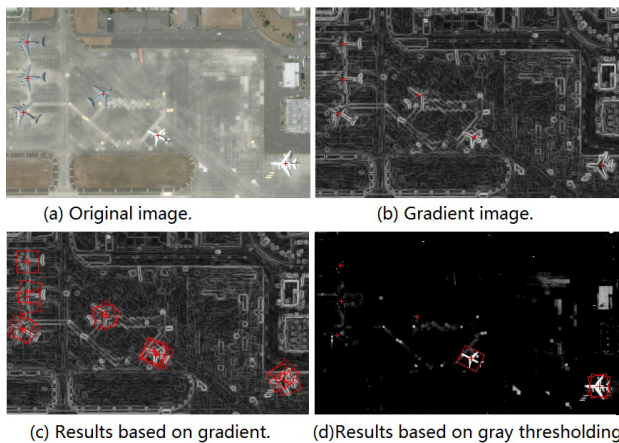 (a) Original image.
(b) Gradient image.
(c) Results based on gradient.
(d)Results based on gray thresholding